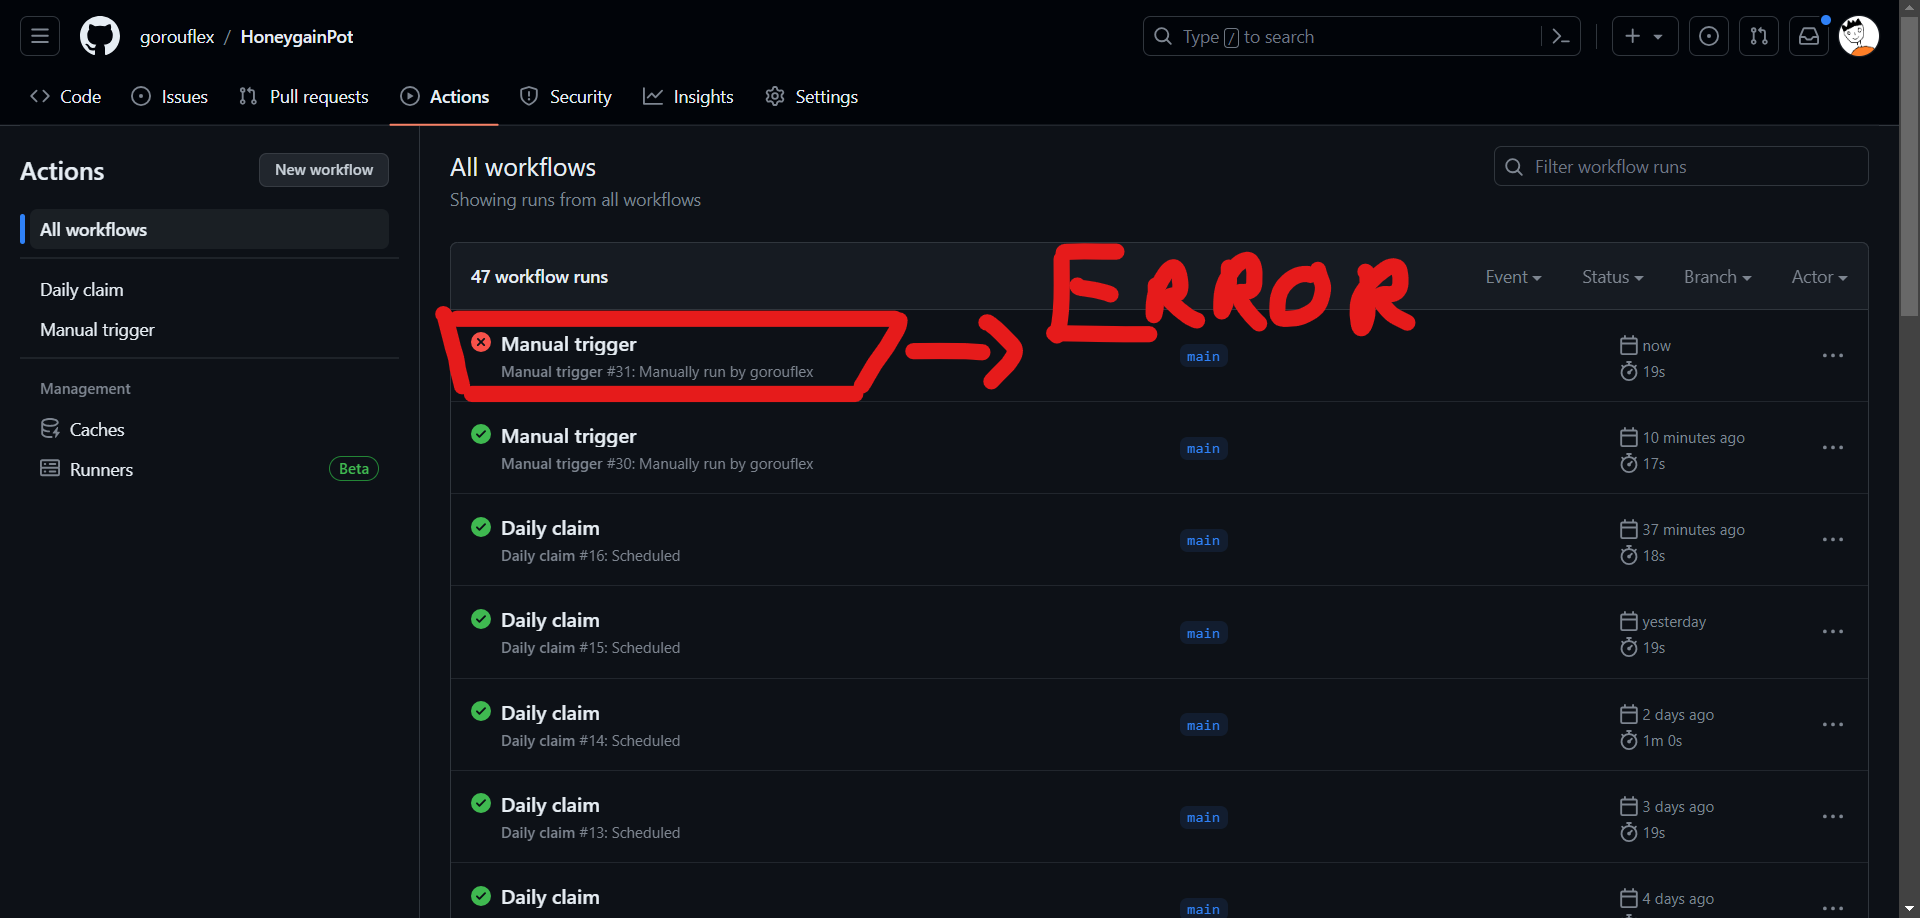 gorouflex / HoneygainPot
Type / to search
Code
Issues
Pull requests
Actions
Security
Insights
Settings
Actions
New workflow
All workflows
Daily claim
Manual trigger
Management
Caches
Runners
Beta
All workflows
Showing runs from all workflows
Filter workflow runs
47 workflow runs
ERROR
Event
Status
Branch
Actor
Manual trigger
Manual trigger #31: Manually run by gorouflex
main
now
19s
Manual trigger
Manual trigger #30: Manually run by gorouflex
main
10 minutes ago
17s
Daily claim
Daily claim #16: Scheduled
main
37 minutes ago
18s
Daily claim
Daily claim #15: Scheduled
main
yesterday
19s
Daily claim
Daily claim #14: Scheduled
main
2 days ago
1m 0s
Daily claim
Daily claim #13: Scheduled
main
3 days ago
19s
Daily claim
main
4 days ago